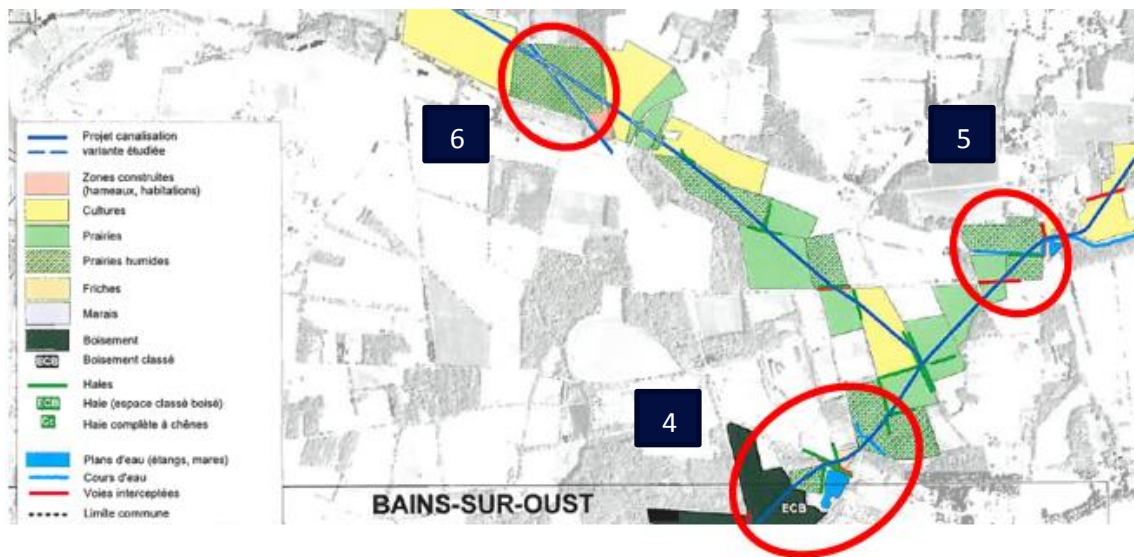 6
5
Projet canalisation
variante étudiée
Zones construites
(hameaux, habitations)
Cultures
Prairies
Prairies humides
Friches
Marais
Boisement
ECB Boisement classé
Haies
ECB Haie (espace classé boisé)
Gc Haie complète à chênes
Plans d'eau (étangs, mares)
Cours d'eau
Voies interceptées
Limite commune
4
BAINS-SUR-OUST
ECB